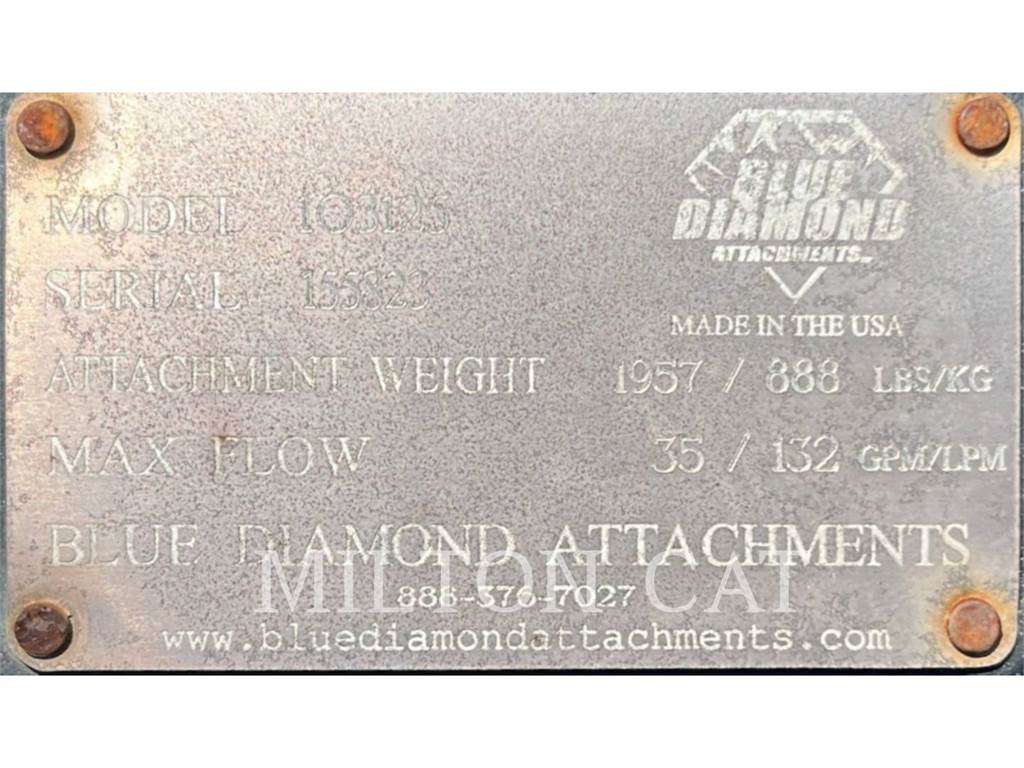 BLUE
DIAMOND
ATTACHMENTS
MADE IN THE USA
MODEL 103125
SERIAL 155823
ATTACHMENT WEIGHT 1957 / 888 LBS/KG
MAX FLOW 35 / 132 GPM/LPM
BLUE DIAMOND ATTACHMENTS
MILTON CAT
888-376-7027
www.bluediamondattachments.com